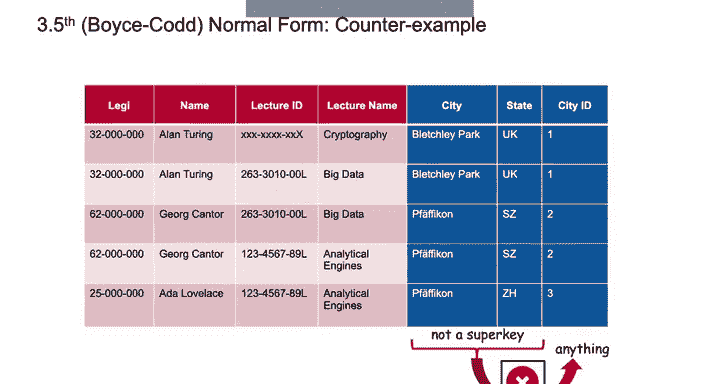 3.5th (Boyce-Codd) Normal Form: Counter-example
Legi Name Lecture ID Lecture Name City State City ID
32-000-000 Alan Turing xxx-xxxx-xxX Cryptography Bletchley Park UK 1
32-000-000 Alan Turing 263-3010-00L Big Data Bletchley Park UK 1
62-000-000 Georg Cantor 263-3010-00L Big Data Pfäffikon SZ 2
62-000-000 Georg Cantor 123-4567-89L Analytical Engines Pfäffikon SZ 2
25-000-000 Ada Lovelace 123-4567-89L Analytical Engines Pfäffikon ZH 3
not a superkey
anything